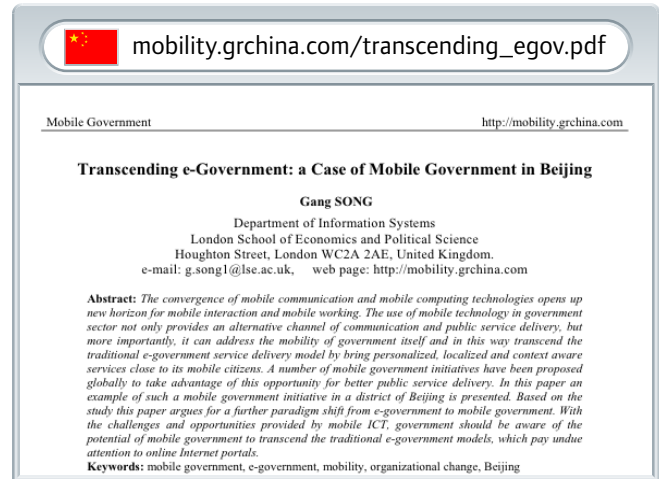 mobility.grchina.com/transcending_egov.pdf
Mobile Government http://mobility.grchina.com
Transcending e-Government: a Case of Mobile Government in Beijing
Gang SONG
Department of Information Systems
London School of Economics and Political Science
Houghton Street, London WC2A 2AE, United Kingdom.
e-mail: g.song1@lse.ac.uk, web page: http://mobility.grchina.com
Abstract: The convergence of mobile communication and mobile computing technologies opens up
new horizon for mobile interaction and mobile working. The use of mobile technology in government
sector not only provides an alternative channel of communication and public service delivery, but
more importantly, it can address the mobility of government itself and in this way transcend the
traditional e-government service delivery model by bring personalized, localized and context aware
services close to its mobile citizens. A number of mobile government initiatives have been proposed
globally to take advantage of this opportunity for better public service delivery. In this paper an
example of such a mobile government initiative in a district of Beijing is presented. Based on the
study this paper argues for a further paradigm shift from e-government to mobile government. With
the challenges and opportunities provided by mobile ICT, government should be aware of the
potential of mobile government to transcend the traditional e-government models, which pay undue
attention to online Internet portals.
Keywords: mobile government, e-government, mobility, organizational change, Beijing